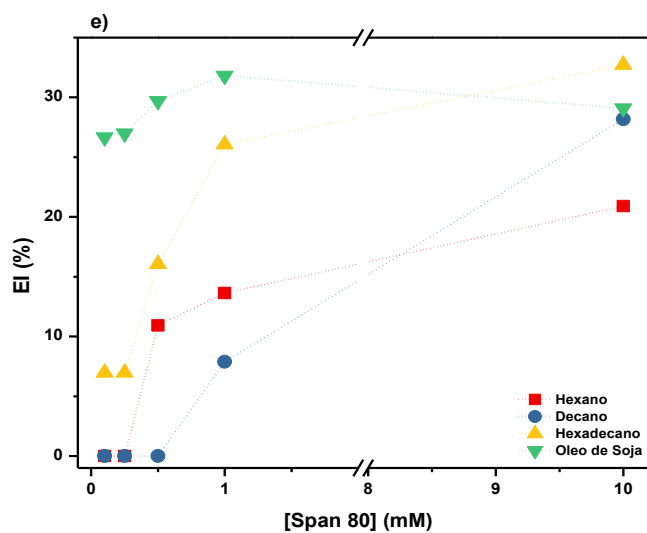 e)
30
20
10
0
EI (%)
0
1
8
9
10
[Span 80] (mM)
Hexano
Decano
Hexadecano
Oleo de Soja